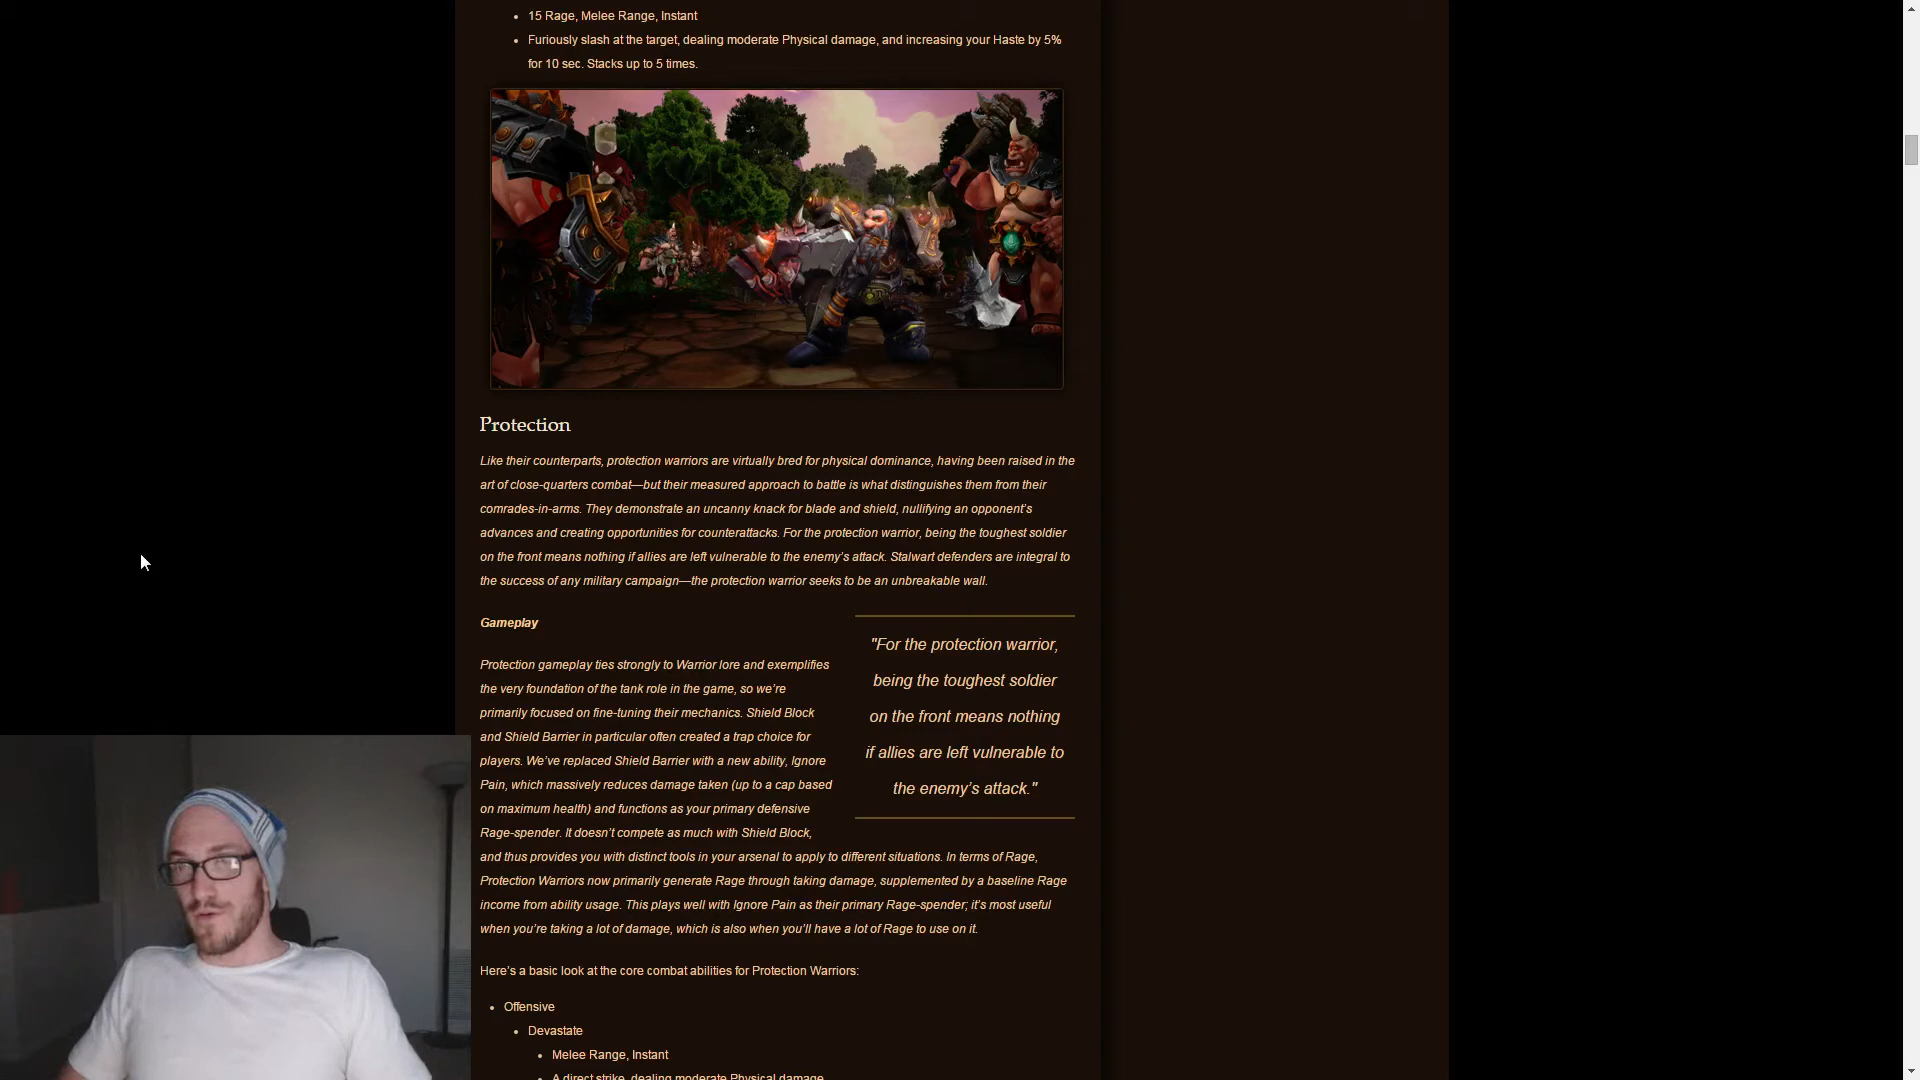 15 Rage, Melee Range, Instant
Furiously slash at the target, dealing moderate Physical damage, and increasing your Haste by 5%
for 10 sec. Stacks up to 5 times.
Protection
Like their counterparts, protection warriors are virtually bred for physical dominance, having been raised in the
art of close-quarters combat—but their measured approach to battle is what distinguishes them from their
comrades-in-arms. They demonstrate an uncanny knack for blade and shield, nullifying an opponent's
advances and creating opportunities for counterattacks. For the protection warrior, being the toughest soldier
on the front means nothing if allies are left vulnerable to the enemy's attack. Stalwart defenders are integral to
the success of any military campaign—the protection warrior seeks to be an unbreakable wall.
Gameplay
Protection gameplay ties strongly to Warrior lore and exemplifies
the very foundation of the tank role in the game, so we're
primarily focused on fine-tuning their mechanics. Shield Block
and Shield Barrier in particular often created a trap choice for
players. We've replaced Shield Barrier with a new ability, Ignore
Pain, which massively reduces damage taken (up to a cap based
on maximum health) and functions as your primary defensive
Rage-spender. It doesn't compete as much with Shield Block,
and thus provides you with distinct tools in your arsenal to apply to different situations. In terms of Rage,
Protection Warriors now primarily generate Rage through taking damage, supplemented by a baseline Rage
income from ability usage. This plays well with Ignore Pain as their primary Rage-spender; it's most useful
when you're taking a lot of damage, which is also when you'll have a lot of Rage to use on it.
"For the protection warrior,
being the toughest soldier
on the front means nothing
if allies are left vulnerable to
the enemy's attack."
Here's a basic look at the core combat abilities for Protection Warriors:
Offensive
Devastate
Melee Range, Instant
A direct strike, dealing moderate Physical damage